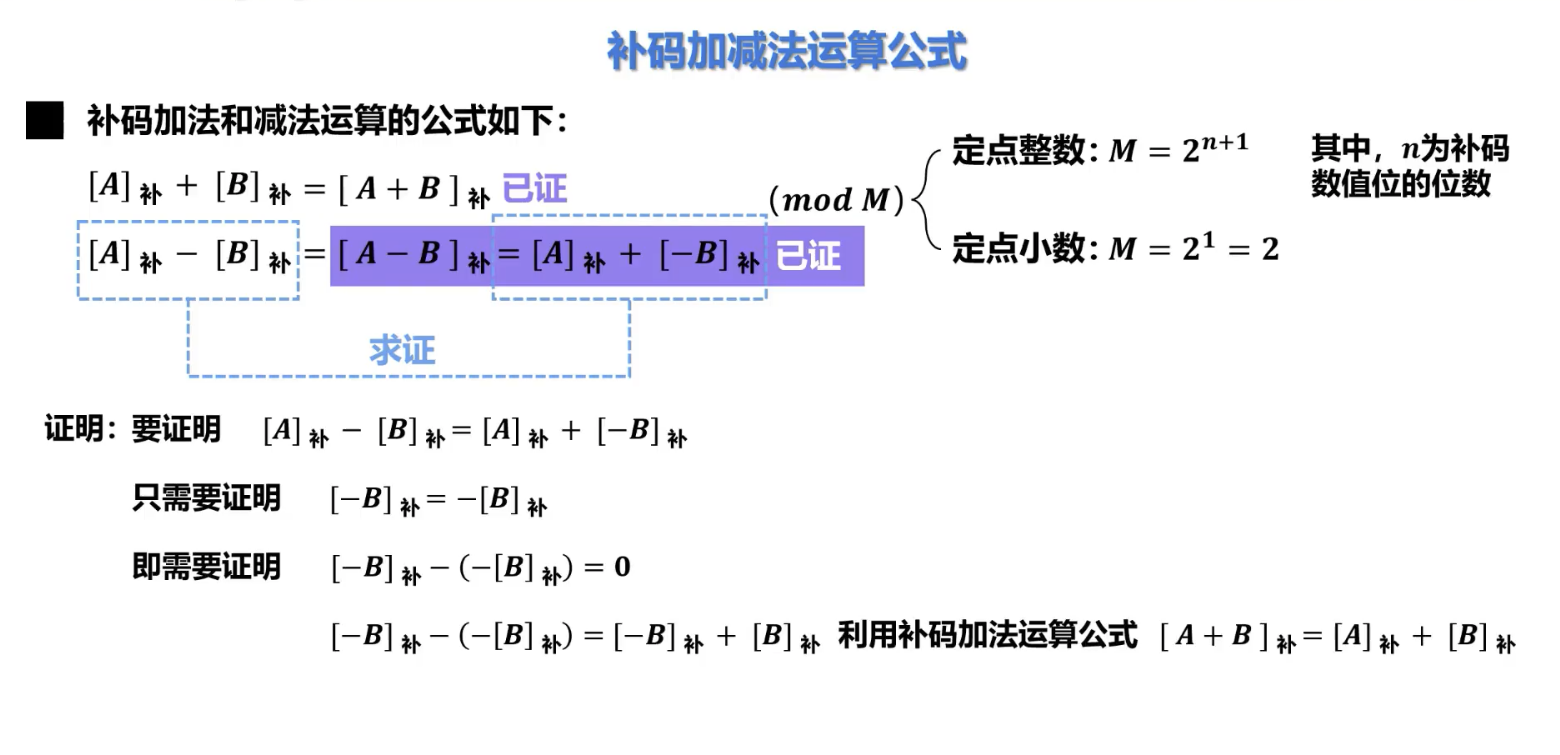 补码加减法运算公式
补码加法和减法运算的公式如下：
[A]补 + [B]补 = [ A + B ]补 已证
[A]补 − [B]补 = [ A − B ]补 = [A]补 + [−B]补 已证
(mod M)
定点整数：M = 2^{n+1}
定点小数：M = 2^1 = 2
其中，n为补码
数值位的位数
求证
证明：要证明 [A]补 − [B]补 = [A]补 + [−B]补
只需要证明 [−B]补 = −[B]补
即需要证明 [−B]补 − (−[B]补) = 0
[−B]补 − (−[B]补) = [−B]补 + [B]补 利用补码加法运算公式 [ A + B ]补 = [A]补 + [B]补